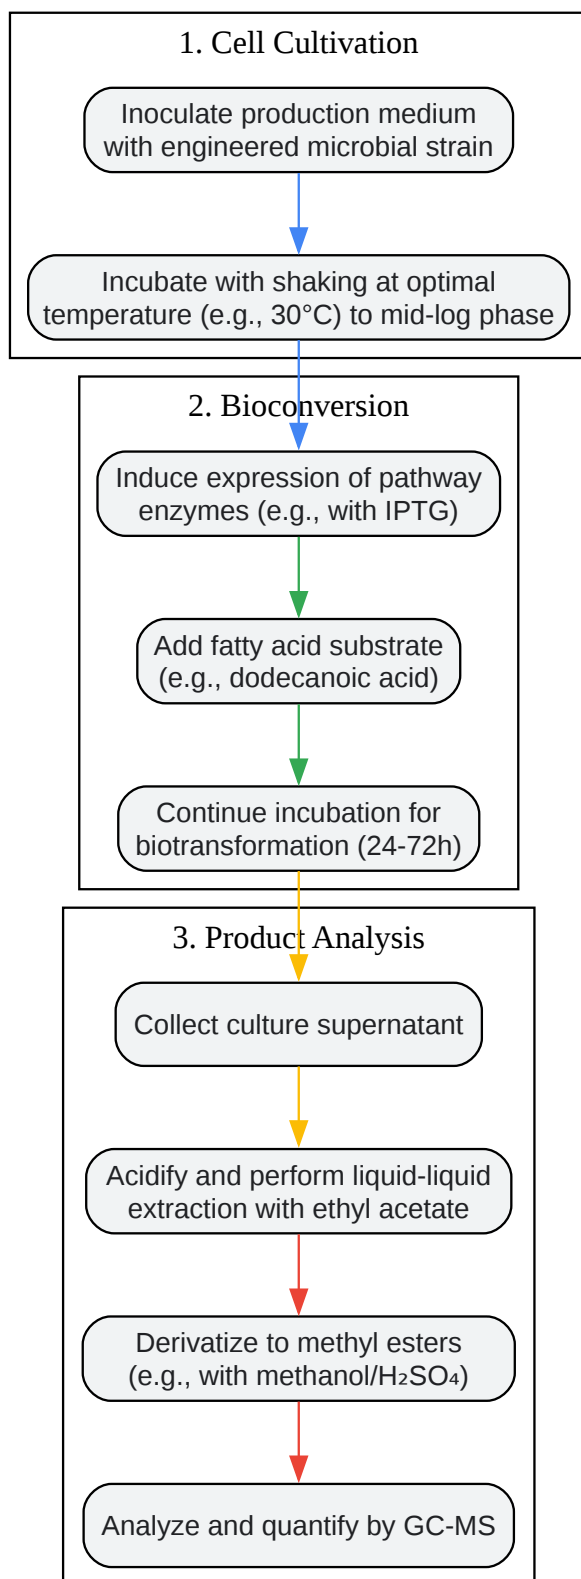 1. Cell Cultivation
Inoculate production medium
with engineered microbial strain
Incubate with shaking at optimal
temperature (e.g., 30°C) to mid-log phase
2. Bioconversion
Induce expression of pathway
enzymes (e.g., with IPTG)
Add fatty acid substrate
(e.g., dodecanoic acid)
Continue incubation for
biotransformation (24-72h)
3. Product Analysis
Collect culture supernatant
Acidify and perform liquid-liquid
extraction with ethyl acetate
Derivatize to methyl esters
(e.g., with methanol/H₂SO₄)
Analyze and quantify by GC-MS